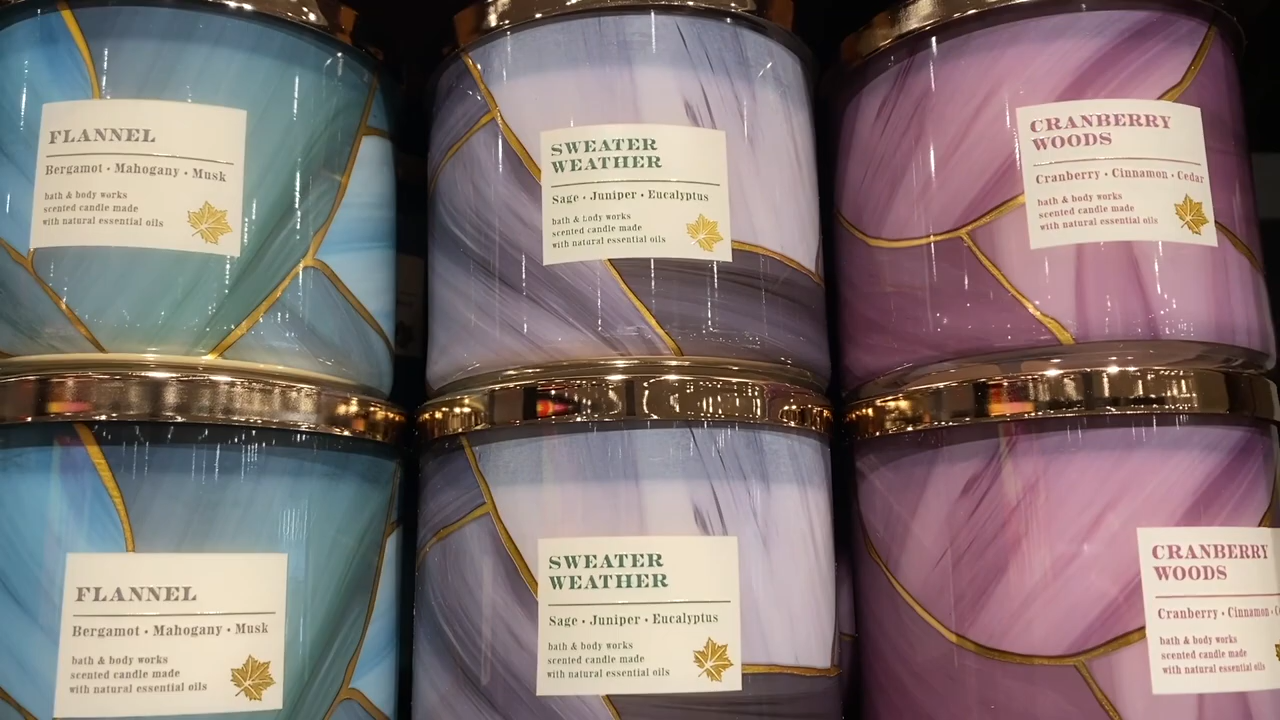 FLANNEL
Bergamot · Mahogany · Musk
bath & body works
scented candle made
with natural essential oils
SWEATER
WEATHER
Sage · Juniper · Eucalyptus
bath & body works
scented candle made
with natural essential oils
CRANBERRY
WOODS
Cranberry · Cinnamon · Cedar
bath & body works
scented candle made
with natural essential oils
FLANNEL
Bergamot · Mahogany · Musk
bath & body works
scented candle made
with natural essential oils
SWEATER
WEATHER
Sage · Juniper · Eucalyptus
bath & body works
scented candle made
with natural essential oils
CRANBERRY
WOODS
Cranberry · Cinnamon ·
bath & body works
scented candle made
with natural essential oils